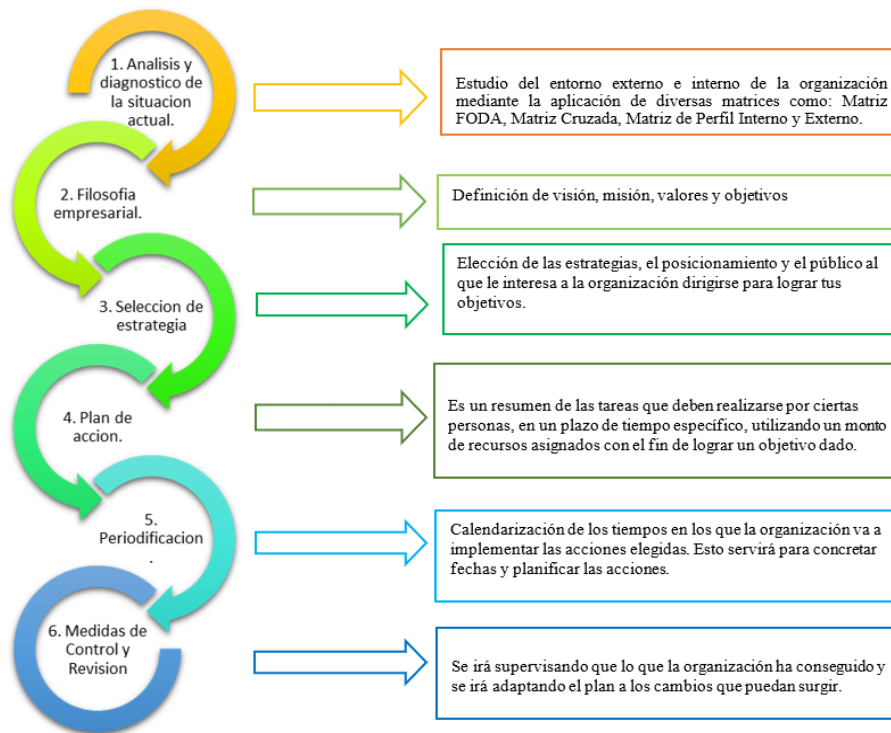 1. Analisis y
diagnostico de
la situacion
actual.
Estudio del entorno externo e interno de la organización
mediante la aplicación de diversas matrices como: Matriz
FODA, Matriz Cruzada, Matriz de Perfil Interno y Externo.
2. Filosofia
empresarial.
Definición de visión, misión, valores y objetivos
3. Seleccion de
estrategia
Elección de las estrategias, el posicionamiento y el público al
que le interesa a la organización dirigirse para lograr tus
objetivos.
4. Plan de
accion.
Es un resumen de las tareas que deben realizarse por ciertas
personas, en un plazo de tiempo específico, utilizando un monto
de recursos asignados con el fin de lograr un objetivo dado.
5.
Periodificacion
.
Calendarización de los tiempos en los que la organización va a
implementar las acciones elegidas. Esto servirá para concretar
fechas y planificar las acciones.
6. Medidas de
Control y
Revision
Se irá supervisando que lo que la organización ha conseguido y
se irá adaptando el plan a los cambios que puedan surgir.